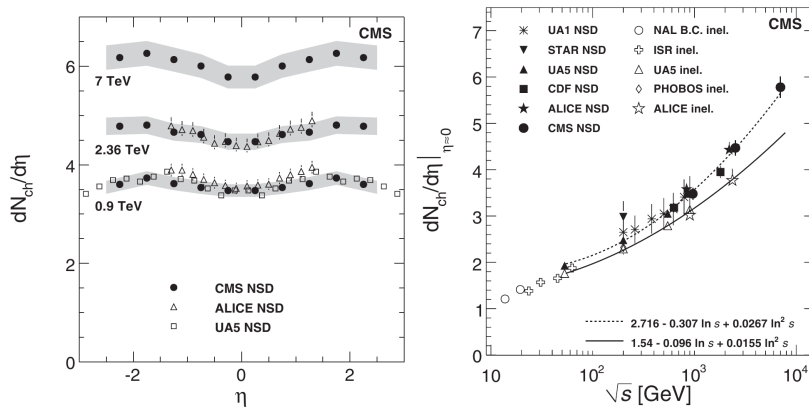 CMS
7 TeV
2.36 TeV
0.9 TeV
CMS NSD
ALICE NSD
UA5 NSD
dN_ch/dη
0
2
4
6
-2
0
2
η
CMS
UA1 NSD
STAR NSD
UA5 NSD
CDF NSD
ALICE NSD
CMS NSD
NAL B.C. inel.
ISR inel.
UA5 inel.
PHOBOS inel.
ALICE inel.
2.716 - 0.307 ln s + 0.0267 ln² s
1.54 - 0.096 ln s + 0.0155 ln² s
dN_ch/dη|η≈0
0
1
2
3
4
5
6
7
10
10²
10³
10⁴
√s [GeV]